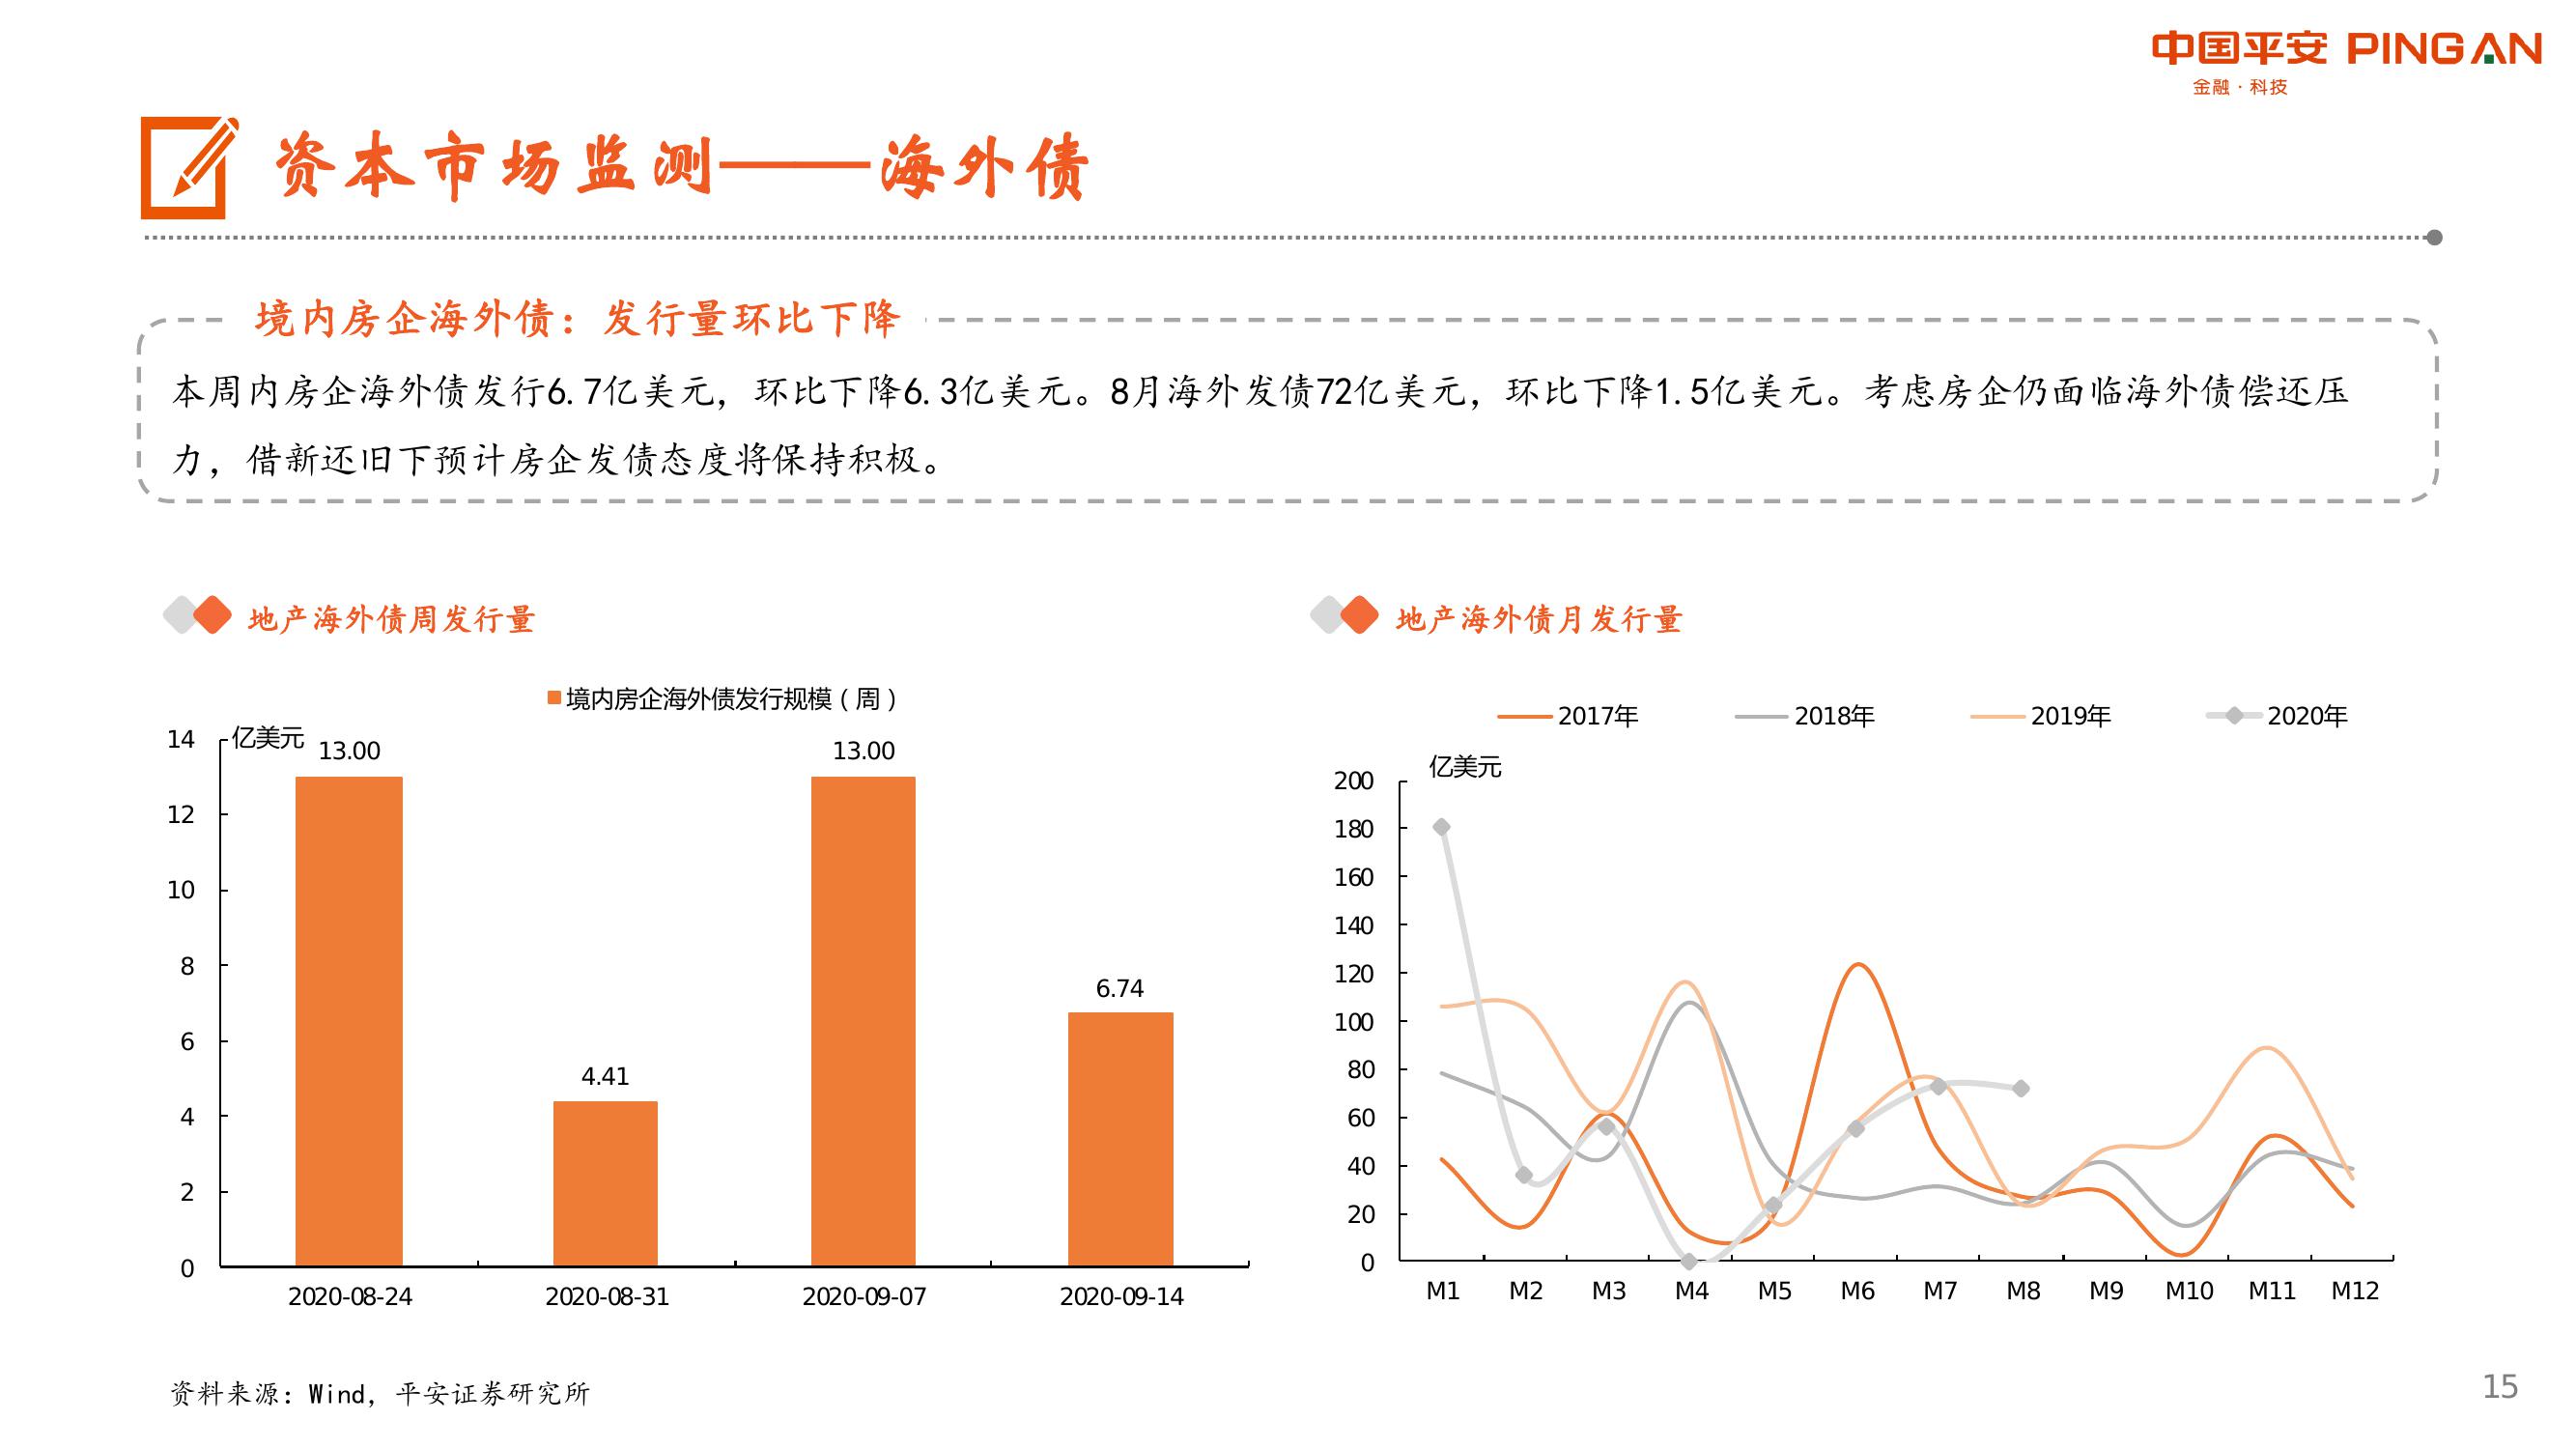 中国平安 PINGAN
金融·科技
资本市场监测——海外债
境内房企海外债：发行量环比下降
本周内房企海外债发行6.7亿美元，环比下降6.3亿美元。8月海外发债72亿美元，环比下降1.5亿美元。考虑房企仍面临海外债偿还压
力，借新还旧下预计房企发债态度将保持积极。
地产海外债周发行量
境内房企海外债发行规模（周）
亿美元
14
12
10
8
6
4
2
0
13.00
4.41
13.00
6.74
2020-08-24
2020-08-31
2020-09-07
2020-09-14
地产海外债月发行量
2017年
2018年
2019年
2020年
亿美元
200
180
160
140
120
100
80
60
40
20
0
M1
M2
M3
M4
M5
M6
M7
M8
M9
M10
M11
M12
资料来源：Wind，平安证券研究所
15